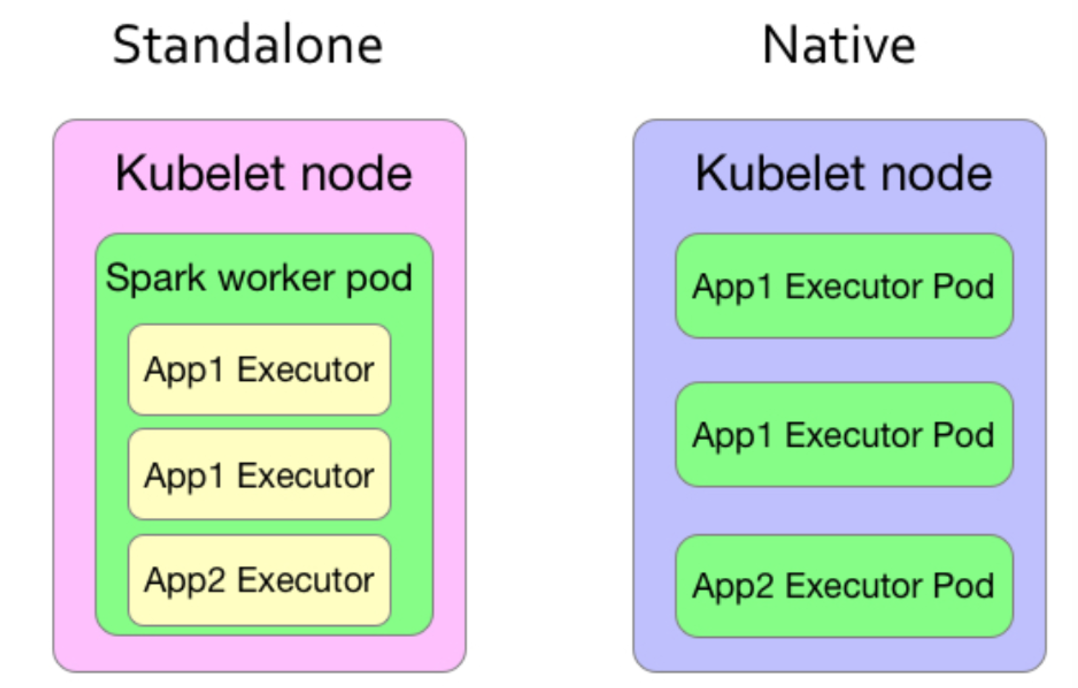 Standalone
Native
Kubelet node
Spark worker pod
App1 Executor
App1 Executor
App2 Executor
Kubelet node
App1 Executor Pod
App1 Executor Pod
App2 Executor Pod